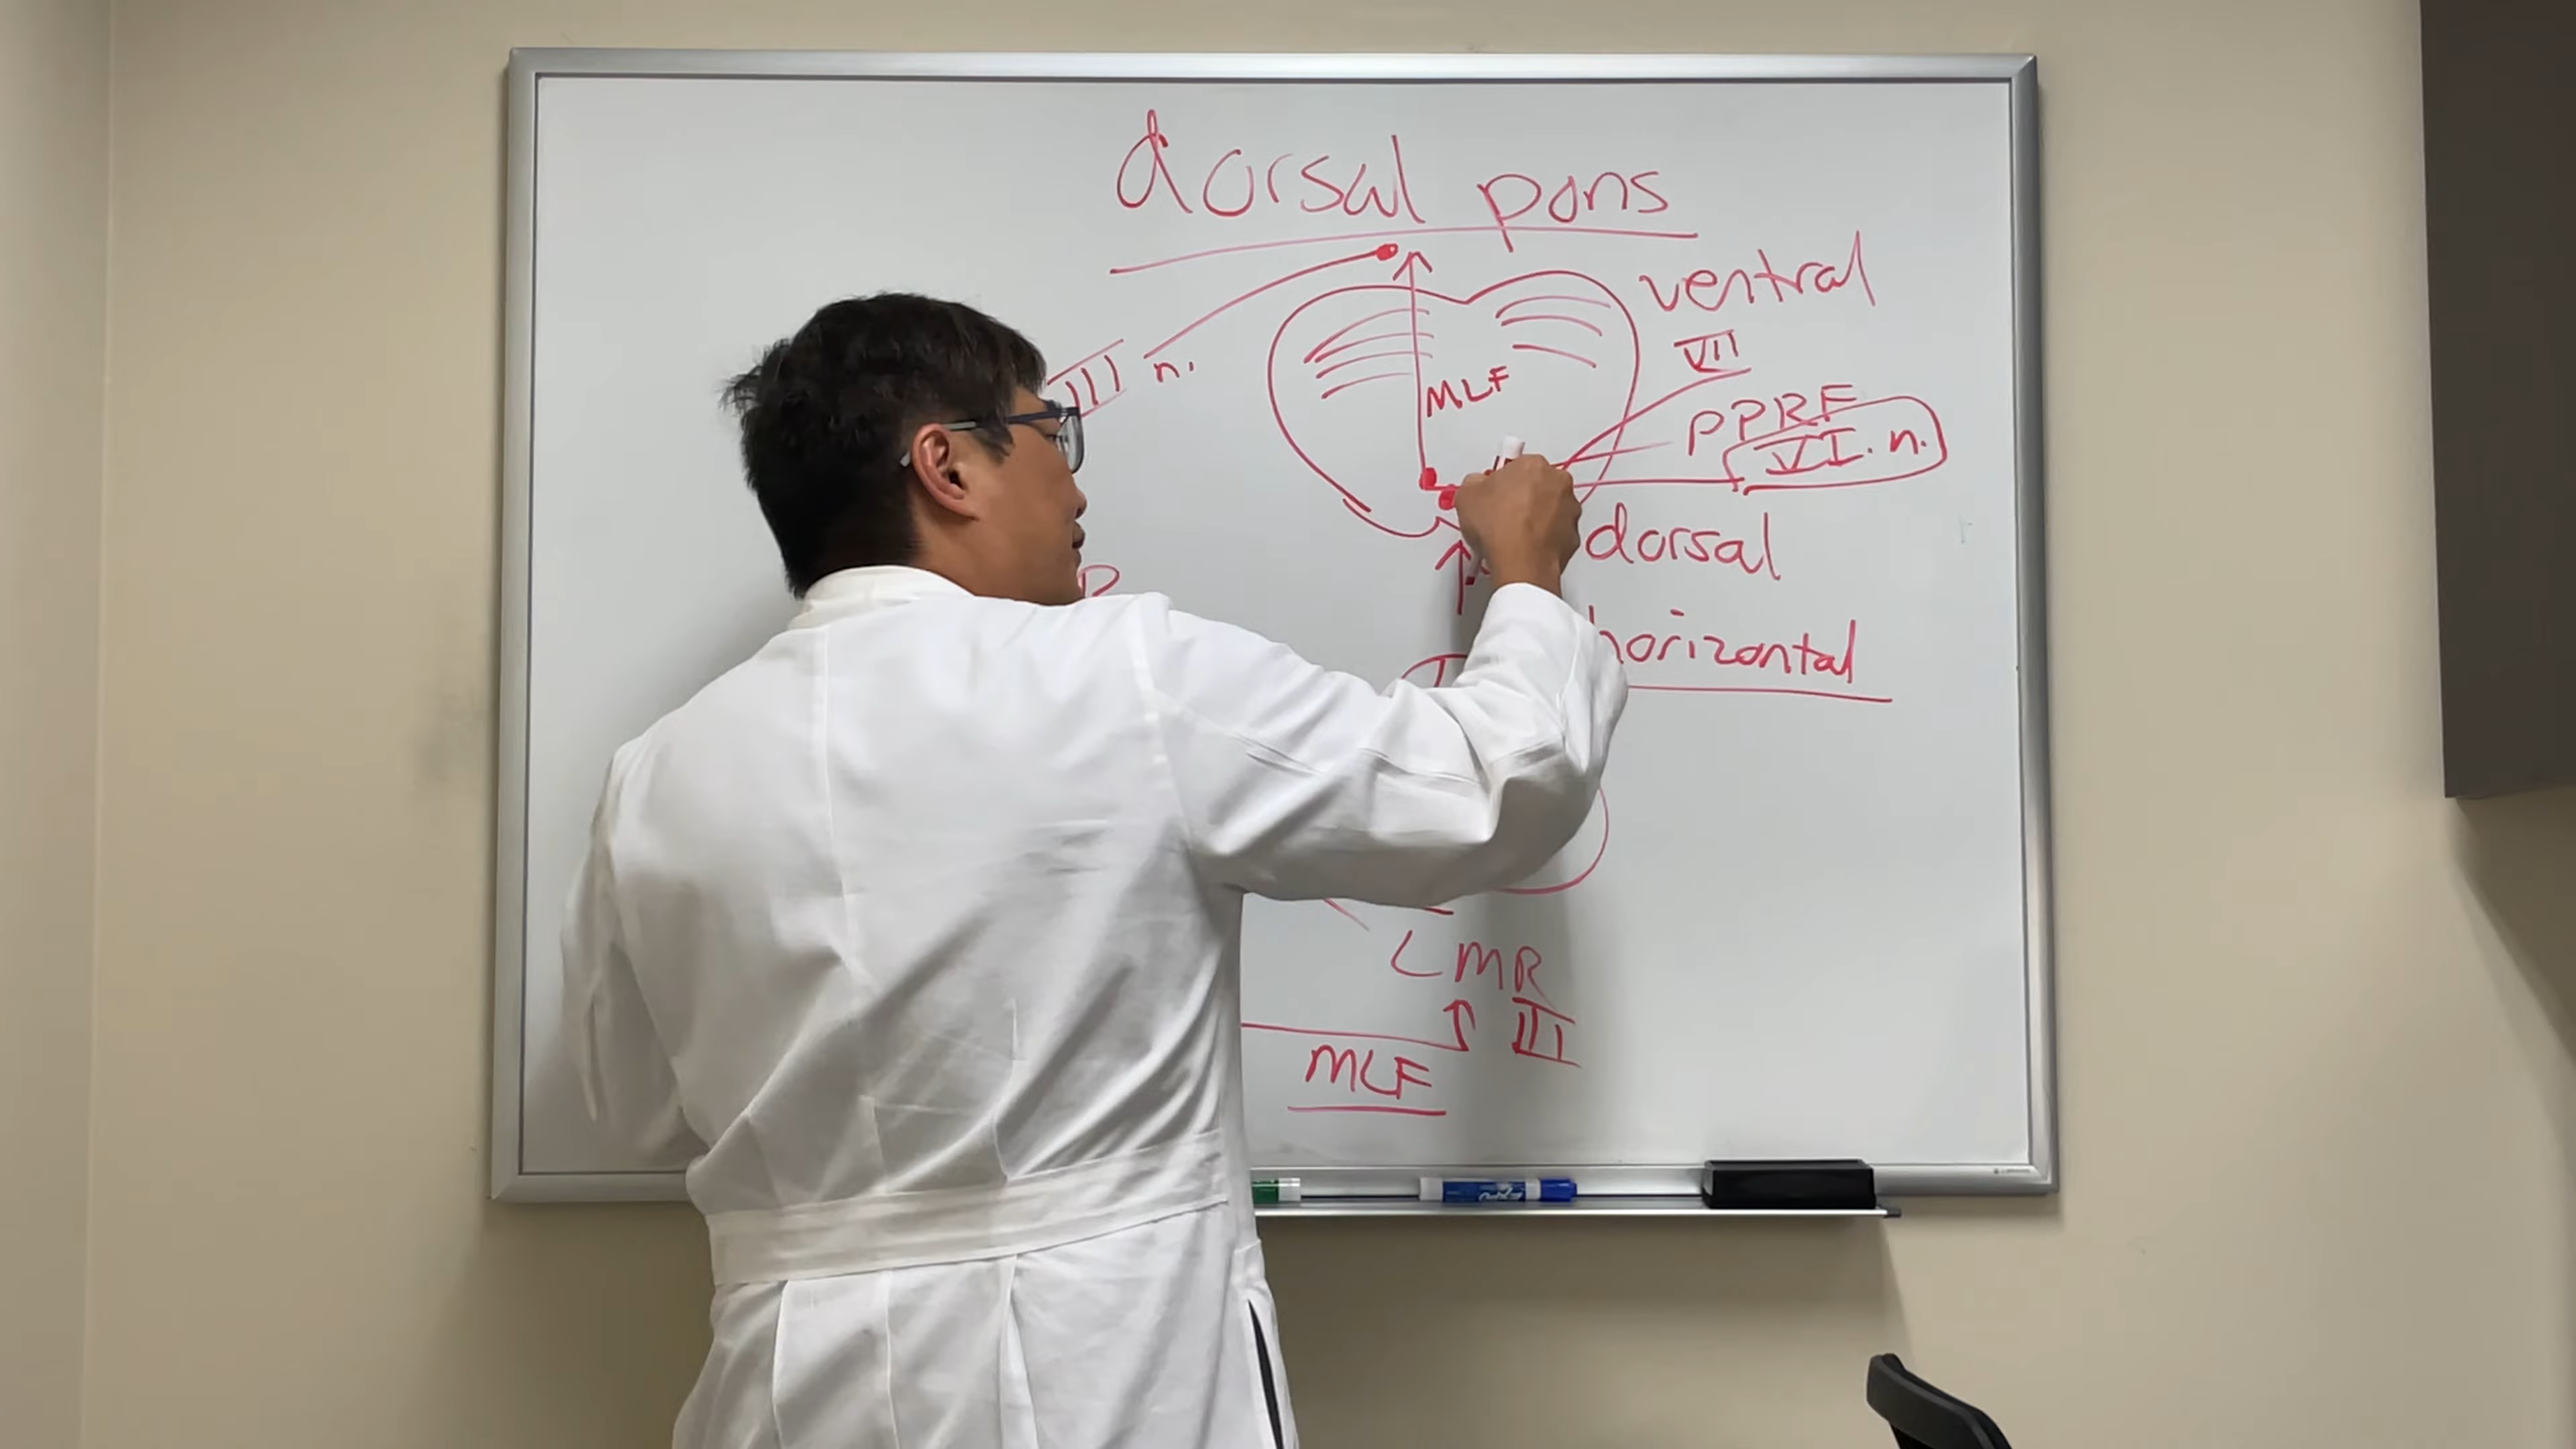 dorsal pons
ventral
VII
III n.
MLF
PPRF
VI. n.
dorsal
horizontal
LMR
III
MLF